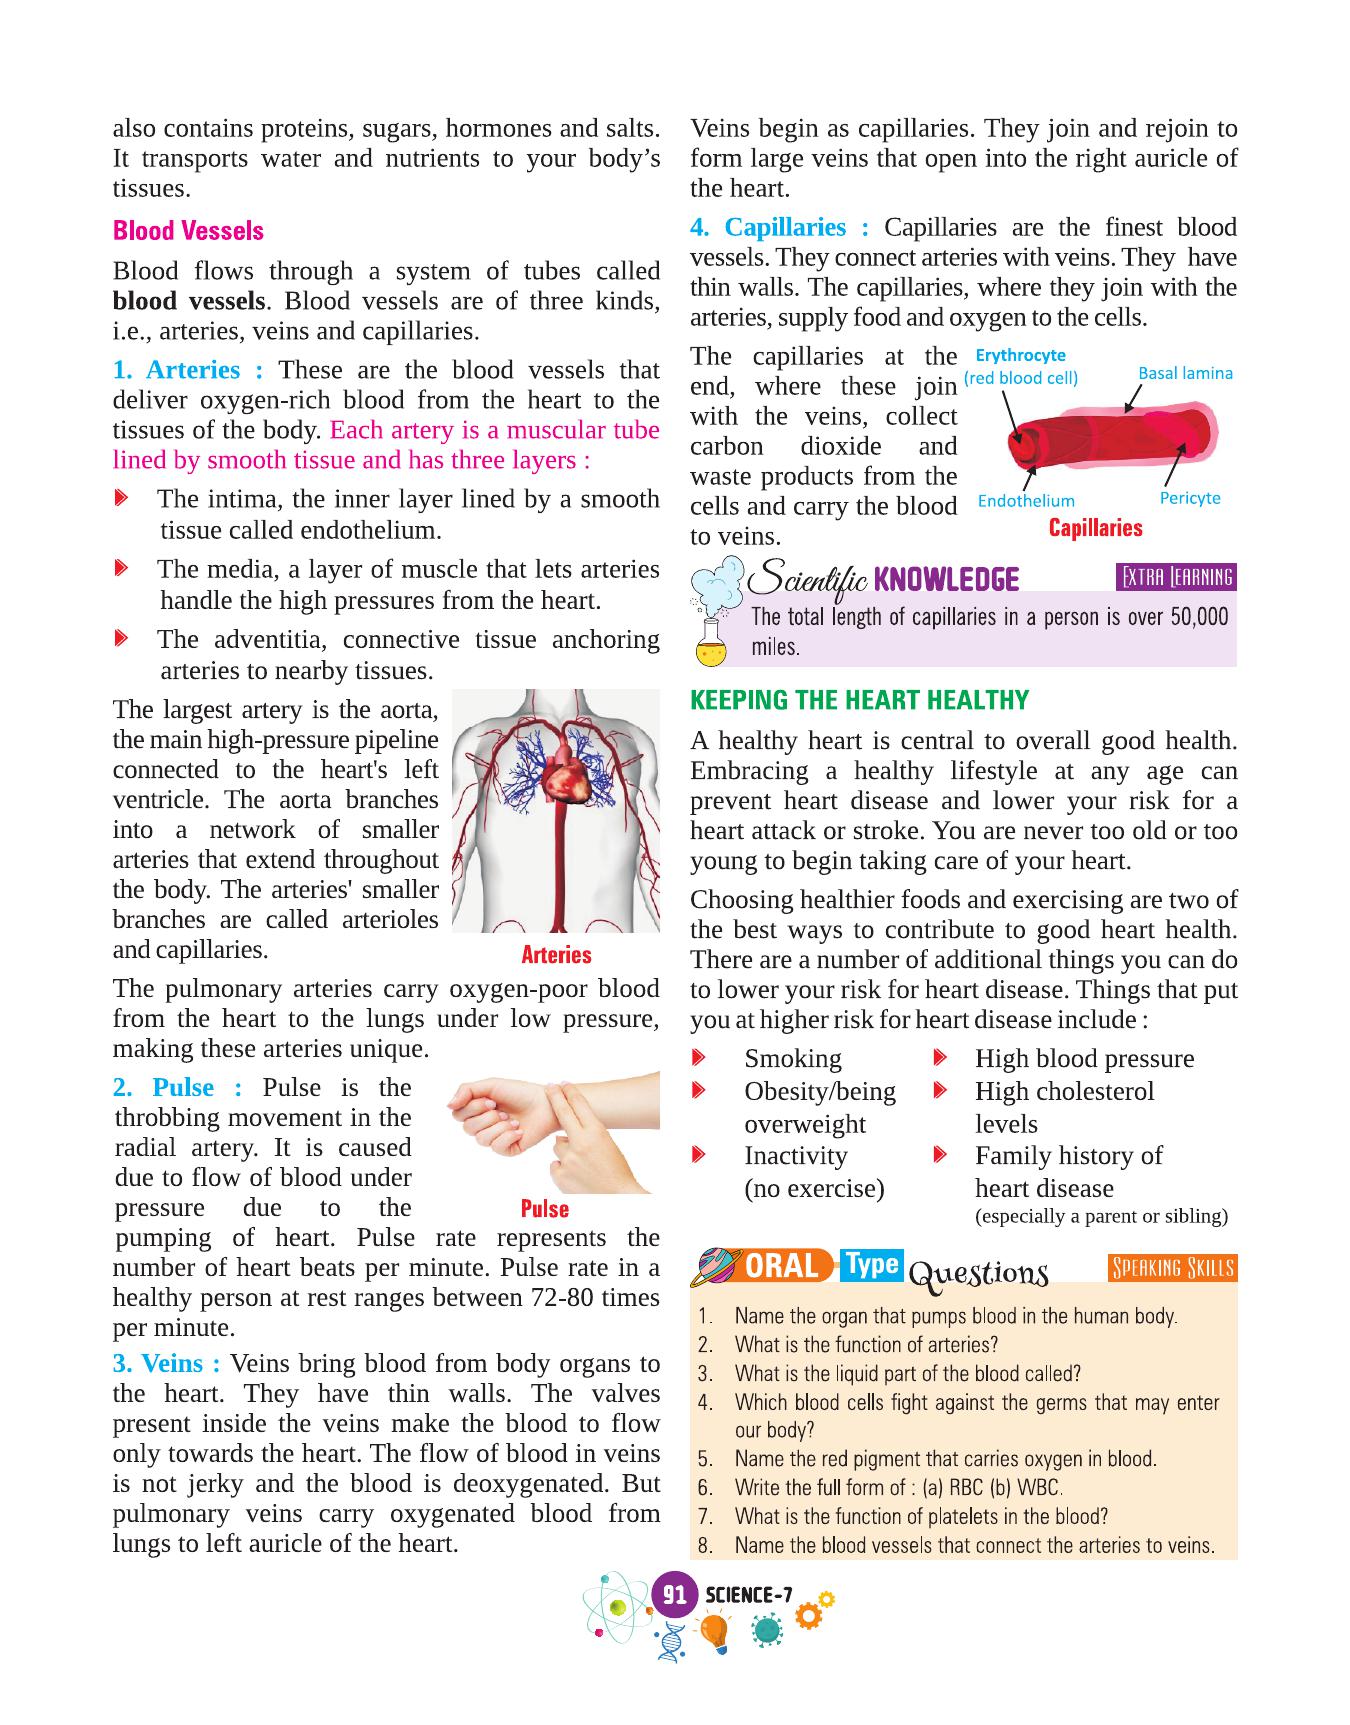 also contains proteins, sugars, hormones and salts.
It transports water and nutrients to your body’s
tissues.
Blood Vessels
Blood flows through a system of tubes called
blood vessels. Blood vessels are of three kinds,
i.e., arteries, veins and capillaries.
1. Arteries : These are the blood vessels that
deliver oxygen-rich blood from the heart to the
tissues of the body. Each artery is a muscular tube
lined by smooth tissue and has three layers :
The intima, the inner layer lined by a smooth
tissue called endothelium.
The media, a layer of muscle that lets arteries
handle the high pressures from the heart.
The adventitia, connective tissue anchoring
arteries to nearby tissues.
The largest artery is the aorta,
the main high-pressure pipeline
connected to the heart's left
ventricle. The aorta branches
into a network of smaller
arteries that extend throughout
the body. The arteries' smaller
branches are called arterioles
and capillaries.
Arteries
The pulmonary arteries carry oxygen-poor blood
from the heart to the lungs under low pressure,
making these arteries unique.
2. Pulse : Pulse is the
throbbing movement in the
radial artery. It is caused
due to flow of blood under
pressure due to the
Pulse
pumping of heart. Pulse rate represents the
number of heart beats per minute. Pulse rate in a
healthy person at rest ranges between 72-80 times
per minute.
3. Veins : Veins bring blood from body organs to
the heart. They have thin walls. The valves
present inside the veins make the blood to flow
only towards the heart. The flow of blood in veins
is not jerky and the blood is deoxygenated. But
pulmonary veins carry oxygenated blood from
lungs to left auricle of the heart.
Veins begin as capillaries. They join and rejoin to
form large veins that open into the right auricle of
the heart.
4. Capillaries : Capillaries are the finest blood
vessels. They connect arteries with veins. They have
thin walls. The capillaries, where they join with the
arteries, supply food and oxygen to the cells.
The capillaries at the
end, where these join
with the veins, collect
carbon dioxide and
waste products from the
cells and carry the blood
to veins.
Erythrocyte
(red blood cell)
Basal lamina
Endothelium
Pericyte
Capillaries
Scientific KNOWLEDGE
EXTRA LEARNING
The total length of capillaries in a person is over 50,000
miles.
KEEPING THE HEART HEALTHY
A healthy heart is central to overall good health.
Embracing a healthy lifestyle at any age can
prevent heart disease and lower your risk for a
heart attack or stroke. You are never too old or too
young to begin taking care of your heart.
Choosing healthier foods and exercising are two of
the best ways to contribute to good heart health.
There are a number of additional things you can do
to lower your risk for heart disease. Things that put
you at higher risk for heart disease include :
Smoking
Obesity/being
overweight
Inactivity
(no exercise)
High blood pressure
High cholesterol
levels
Family history of
heart disease
(especially a parent or sibling)
ORAL Type Questions
SPEAKING SKILLS
1. Name the organ that pumps blood in the human body.
2. What is the function of arteries?
3. What is the liquid part of the blood called?
4. Which blood cells fight against the germs that may enter
our body?
5. Name the red pigment that carries oxygen in blood.
6. Write the full form of : (a) RBC (b) WBC.
7. What is the function of platelets in the blood?
8. Name the blood vessels that connect the arteries to veins.
91 SCIENCE-7